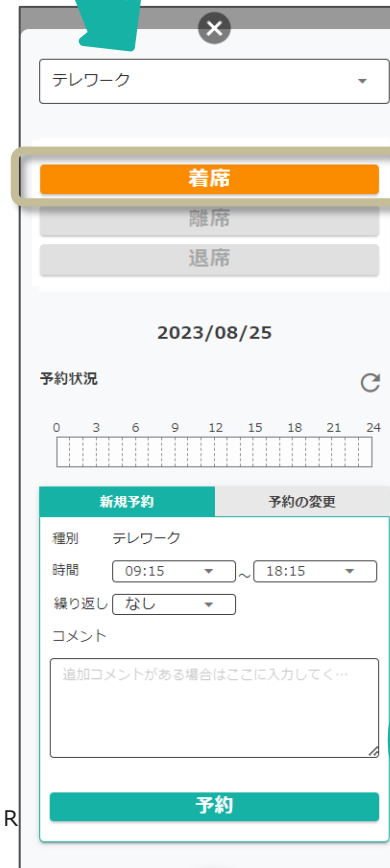 テレワーク
着席
離席
退席
2023/08/25
予約状況
0 3 6 9 12 15 18 21 24
新規予約 予約の変更
種別 テレワーク
時間 09:15 ~ 18:15
繰り返し なし
コメント
追加コメントがある場合はここに入力してく…
予約
R